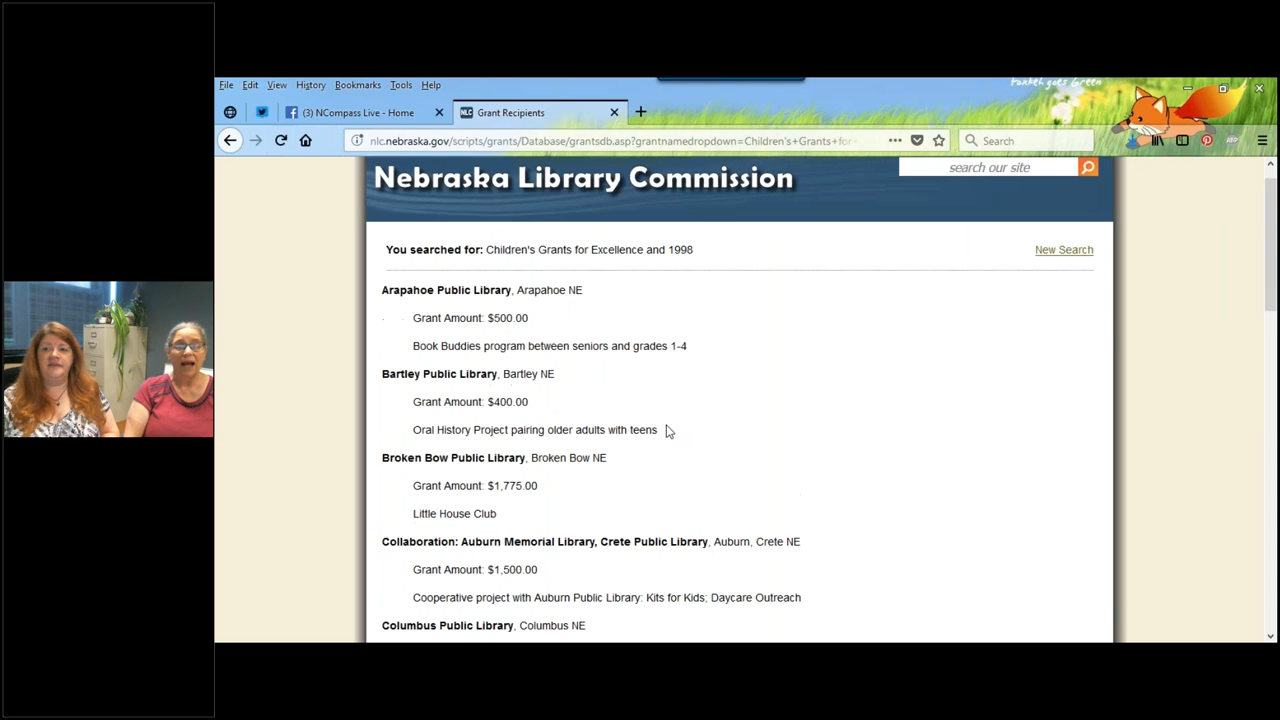 Foxkeh goes Green
File Edit View History Bookmarks Tools Help
(3) NCompass Live - Home
NLC Grant Recipients
nlc.nebraska.gov/scripts/grants/Database/grantsdb.asp?grantnamedropdown=Children's+Grants+for
Search
Nebraska Library Commission
search our site
You searched for: Children's Grants for Excellence and 1998
New Search
Arapahoe Public Library, Arapahoe NE
Grant Amount: $500.00
Book Buddies program between seniors and grades 1-4
Bartley Public Library, Bartley NE
Grant Amount: $400.00
Oral History Project pairing older adults with teens
Broken Bow Public Library, Broken Bow NE
Grant Amount: $1,775.00
Little House Club
Collaboration: Auburn Memorial Library, Crete Public Library, Auburn, Crete NE
Grant Amount: $1,500.00
Cooperative project with Auburn Public Library: Kits for Kids; Daycare Outreach
Columbus Public Library, Columbus NE